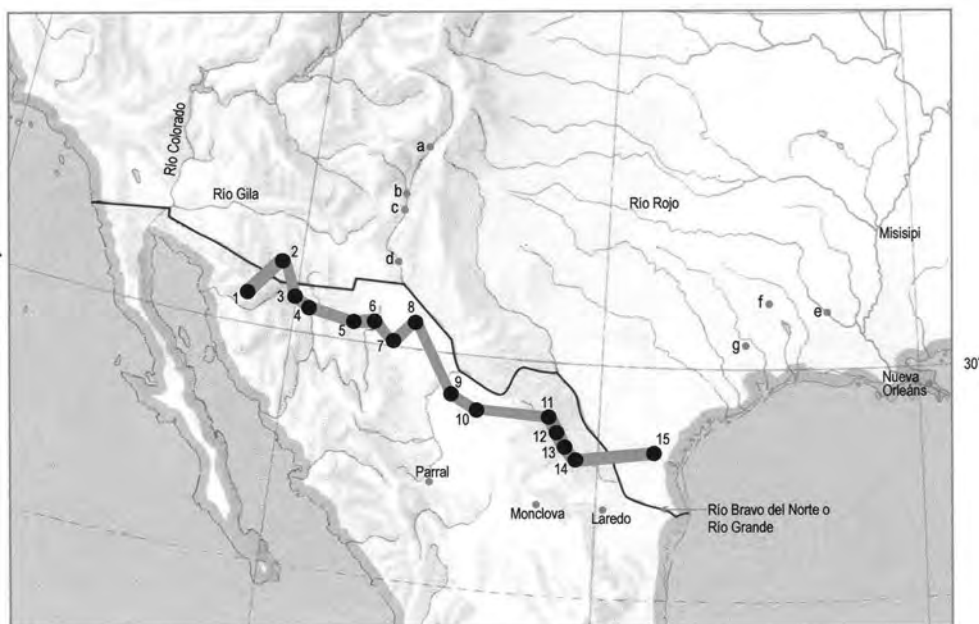 Río Colorado
a
b
Río Gila
c
Río Rojo
Misisipi
d
2
1
3
4
5
6
7
8
f
e
g
30°
Nueva
Orleáns
9
10
11
12
13
14
15
Parral
Monclova
Laredo
Río Bravo del Norte o
Río Grande